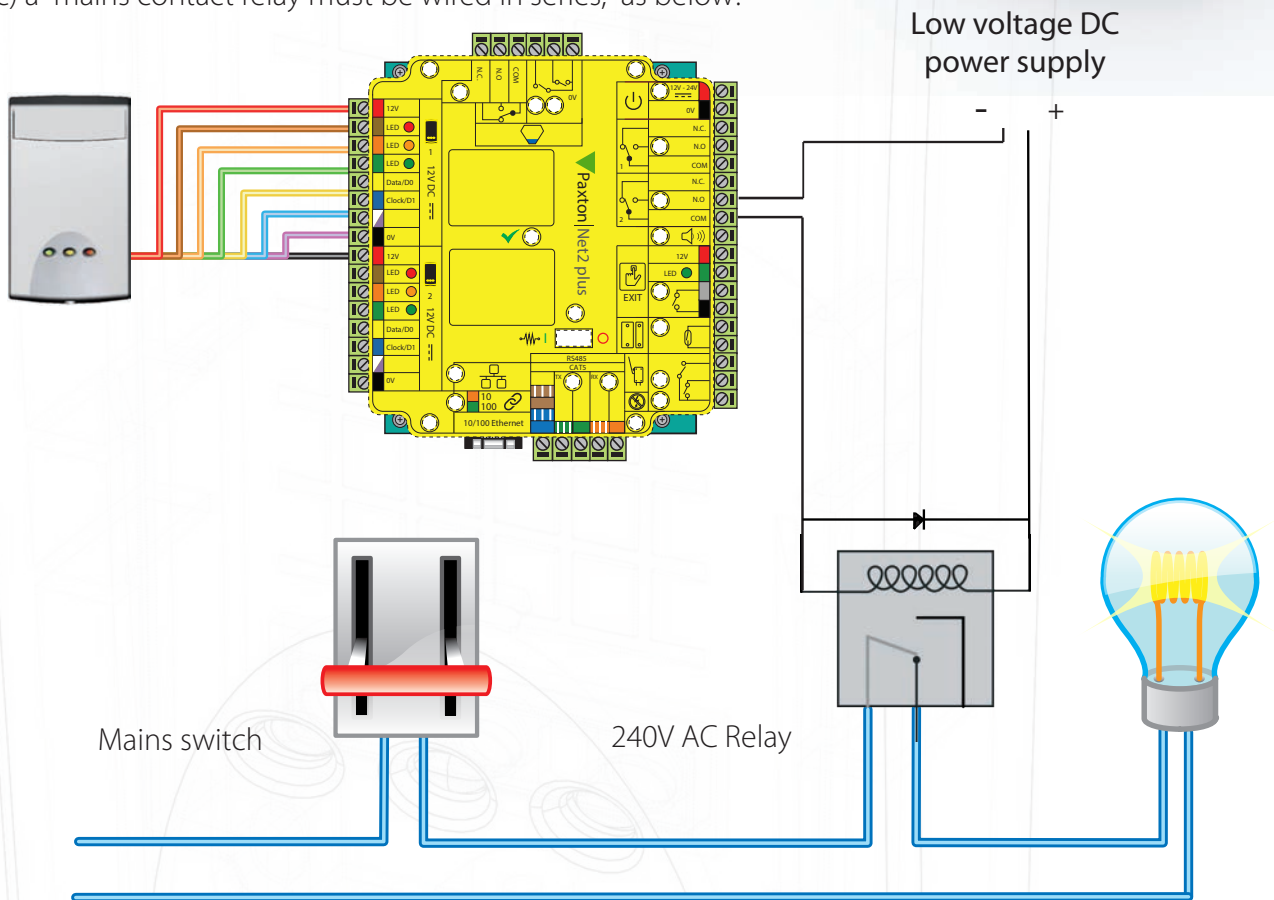 a mains contact relay must be wired in series, as below:
Low voltage DC
power supply
- +
N.C.
N.O
COM
0V
12V
LED
LED
LED
Data/D0
Clock/D1
0V
12V
LED
LED
LED
Data/D0
Clock/D1
0V
1
12V DC
2
12V DC
Paxton Net2 plus
12V - 24V
0V
N.C.
N.O
COM
1
N.C.
N.O
COM
2
12V
LED
EXIT
RS485
CAT5
TX RX
10
100
10/100 Ethernet
Mains switch
240V AC Relay